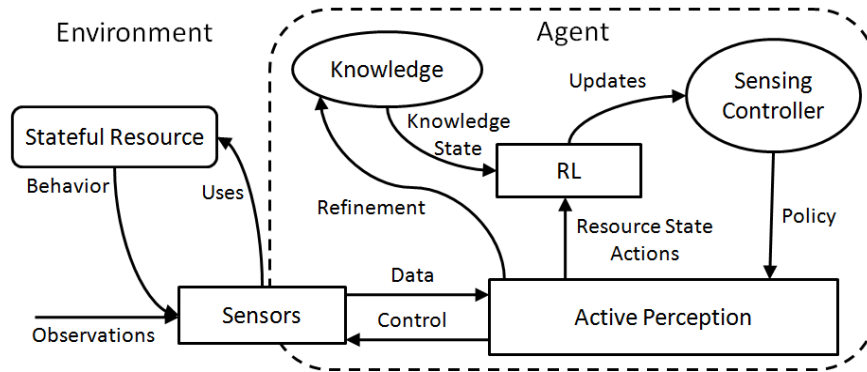 Environment
Agent
Knowledge
Updates
Sensing
Controller
Stateful Resource
Knowledge
State
RL
Behavior
Uses
Refinement
Resource State
Actions
Policy
Data
Observations
Sensors
Control
Active Perception